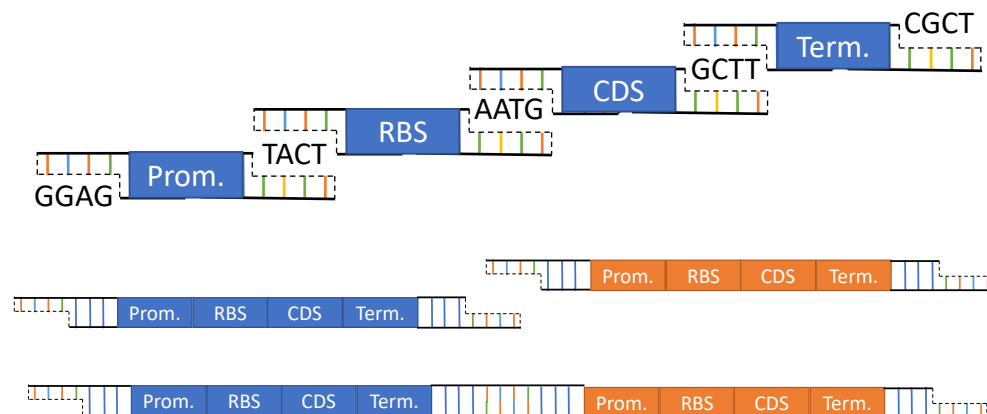 CGCT
Term.
GCTT
CDS
AATG
RBS
TACT
Prom.
GGAG
Prom. RBS CDS Term.
Prom. RBS CDS Term.
Prom. RBS CDS Term. Prom. RBS CDS Term.